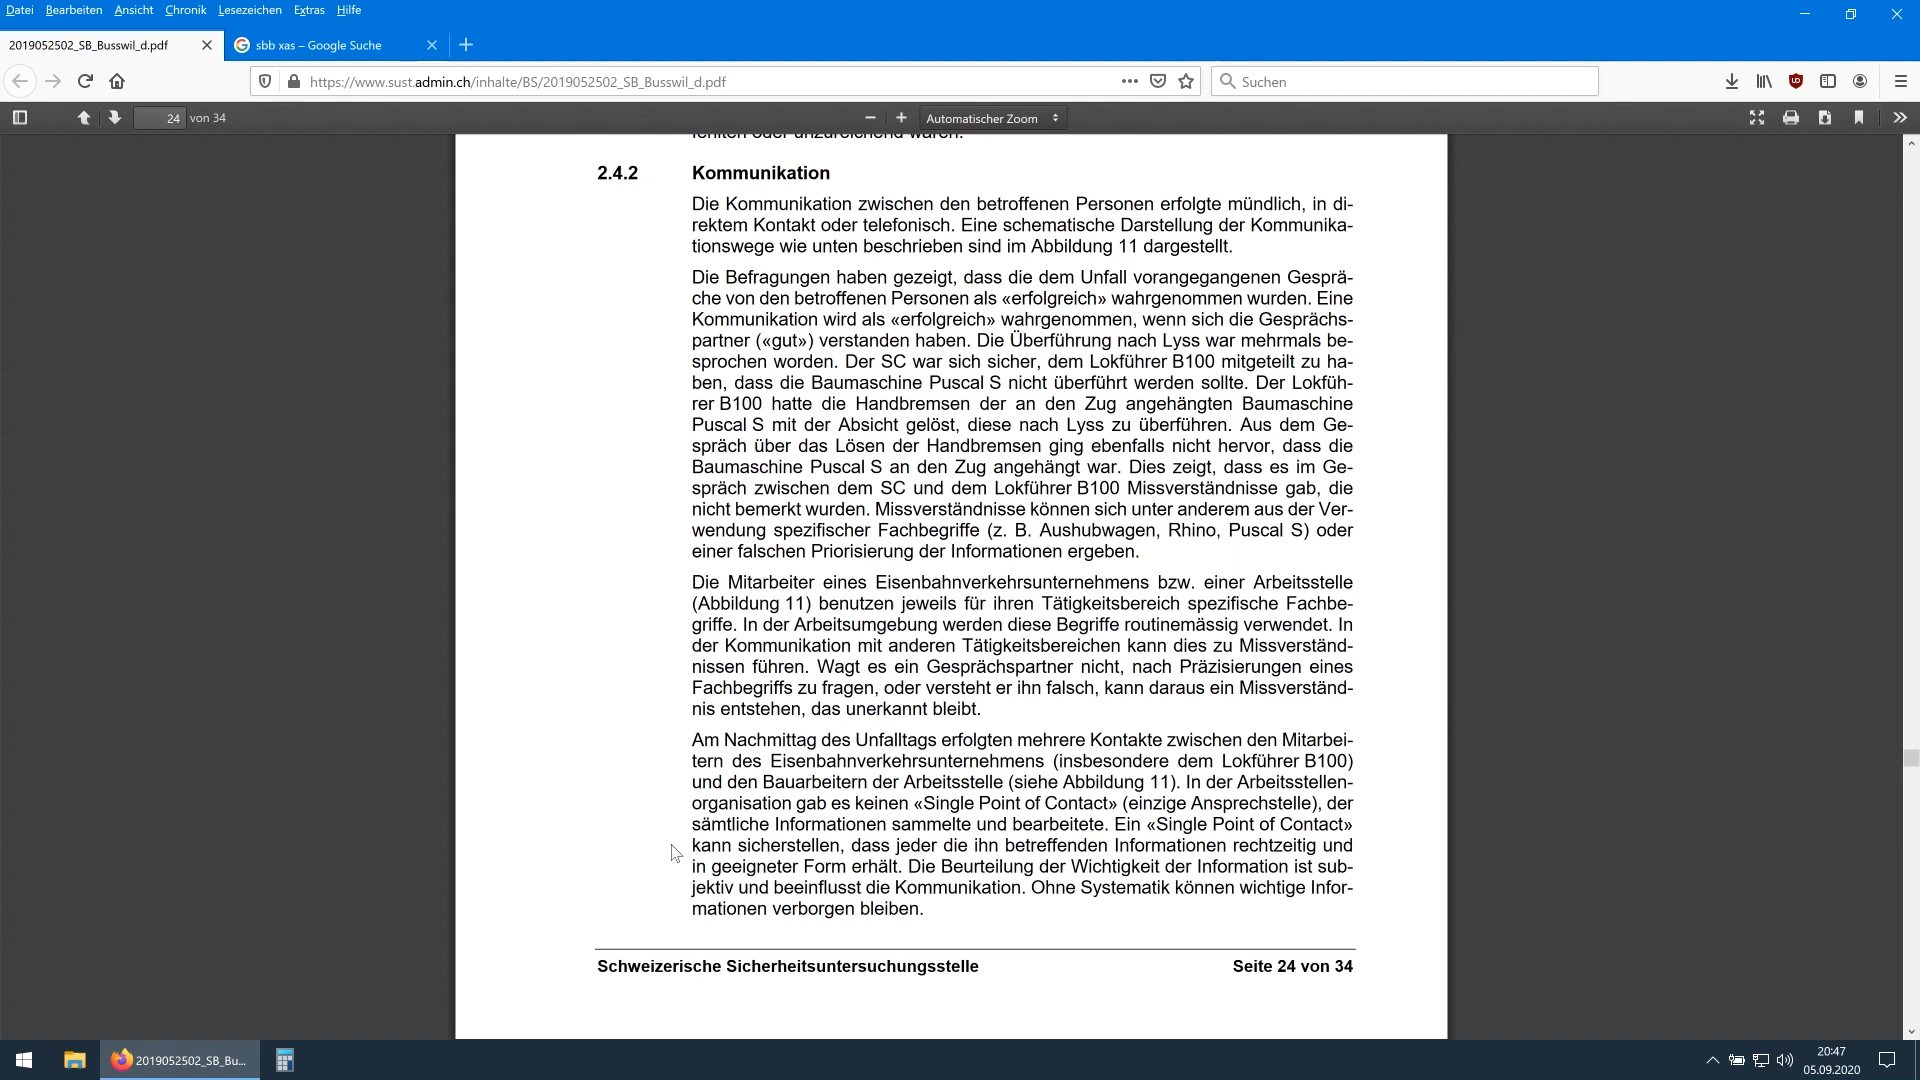 Datei Bearbeiten Ansicht Chronik Lesezeichen Extras Hilfe
2019052502_SB_Busswil_d.pdf
sbb xas – Google Suche
https://www.sust.admin.ch/inhalte/BS/2019052502_SB_Busswil_d.pdf
Suchen
24 von 34
Automatischer Zoom
2.4.2 Kommunikation
Die Kommunikation zwischen den betroffenen Personen erfolgte mündlich, in di-
rektem Kontakt oder telefonisch. Eine schematische Darstellung der Kommunika-
tionswege wie unten beschrieben sind im Abbildung 11 dargestellt.
Die Befragungen haben gezeigt, dass die dem Unfall vorangegangenen Gesprä-
che von den betroffenen Personen als «erfolgreich» wahrgenommen wurden. Eine
Kommunikation wird als «erfolgreich» wahrgenommen, wenn sich die Gesprächs-
partner («gut») verstanden haben. Die Überführung nach Lyss war mehrmals be-
sprochen worden. Der SC war sich sicher, dem Lokführer B100 mitgeteilt zu ha-
ben, dass die Baumaschine Puscal S nicht überführt werden sollte. Der Lokfüh-
rer B100 hatte die Handbremsen der an den Zug angehängten Baumaschine
Puscal S mit der Absicht gelöst, diese nach Lyss zu überführen. Aus dem Ge-
spräch über das Lösen der Handbremsen ging ebenfalls nicht hervor, dass die
Baumaschine Puscal S an den Zug angehängt war. Dies zeigt, dass es im Ge-
spräch zwischen dem SC und dem Lokführer B100 Missverständnisse gab, die
nicht bemerkt wurden. Missverständnisse können sich unter anderem aus der Ver-
wendung spezifischer Fachbegriffe (z. B. Aushubwagen, Rhino, Puscal S) oder
einer falschen Priorisierung der Informationen ergeben.
Die Mitarbeiter eines Eisenbahnverkehrsunternehmens bzw. einer Arbeitsstelle
(Abbildung 11) benutzen jeweils für ihren Tätigkeitsbereich spezifische Fachbe-
griffe. In der Arbeitsumgebung werden diese Begriffe routinemässig verwendet. In
der Kommunikation mit anderen Tätigkeitsbereichen kann dies zu Missverständ-
nissen führen. Wagt es ein Gesprächspartner nicht, nach Präzisierungen eines
Fachbegriffs zu fragen, oder versteht er ihn falsch, kann daraus ein Missverständ-
nis entstehen, das unerkannt bleibt.
Am Nachmittag des Unfalltags erfolgten mehrere Kontakte zwischen den Mitarbei-
tern des Eisenbahnverkehrsunternehmens (insbesondere dem Lokführer B100)
und den Bauarbeitern der Arbeitsstelle (siehe Abbildung 11). In der Arbeitsstellen-
organisation gab es keinen «Single Point of Contact» (einzige Ansprechstelle), der
sämtliche Informationen sammelte und bearbeitete. Ein «Single Point of Contact»
kann sicherstellen, dass jeder die ihn betreffenden Informationen rechtzeitig und
in geeigneter Form erhält. Die Beurteilung der Wichtigkeit der Information ist sub-
jektiv und beeinflusst die Kommunikation. Ohne Systematik können wichtige Infor-
mationen verborgen bleiben.
Schweizerische Sicherheitsuntersuchungsstelle Seite 24 von 34
2019052502_SB_Bu...
20:47
05.09.2020